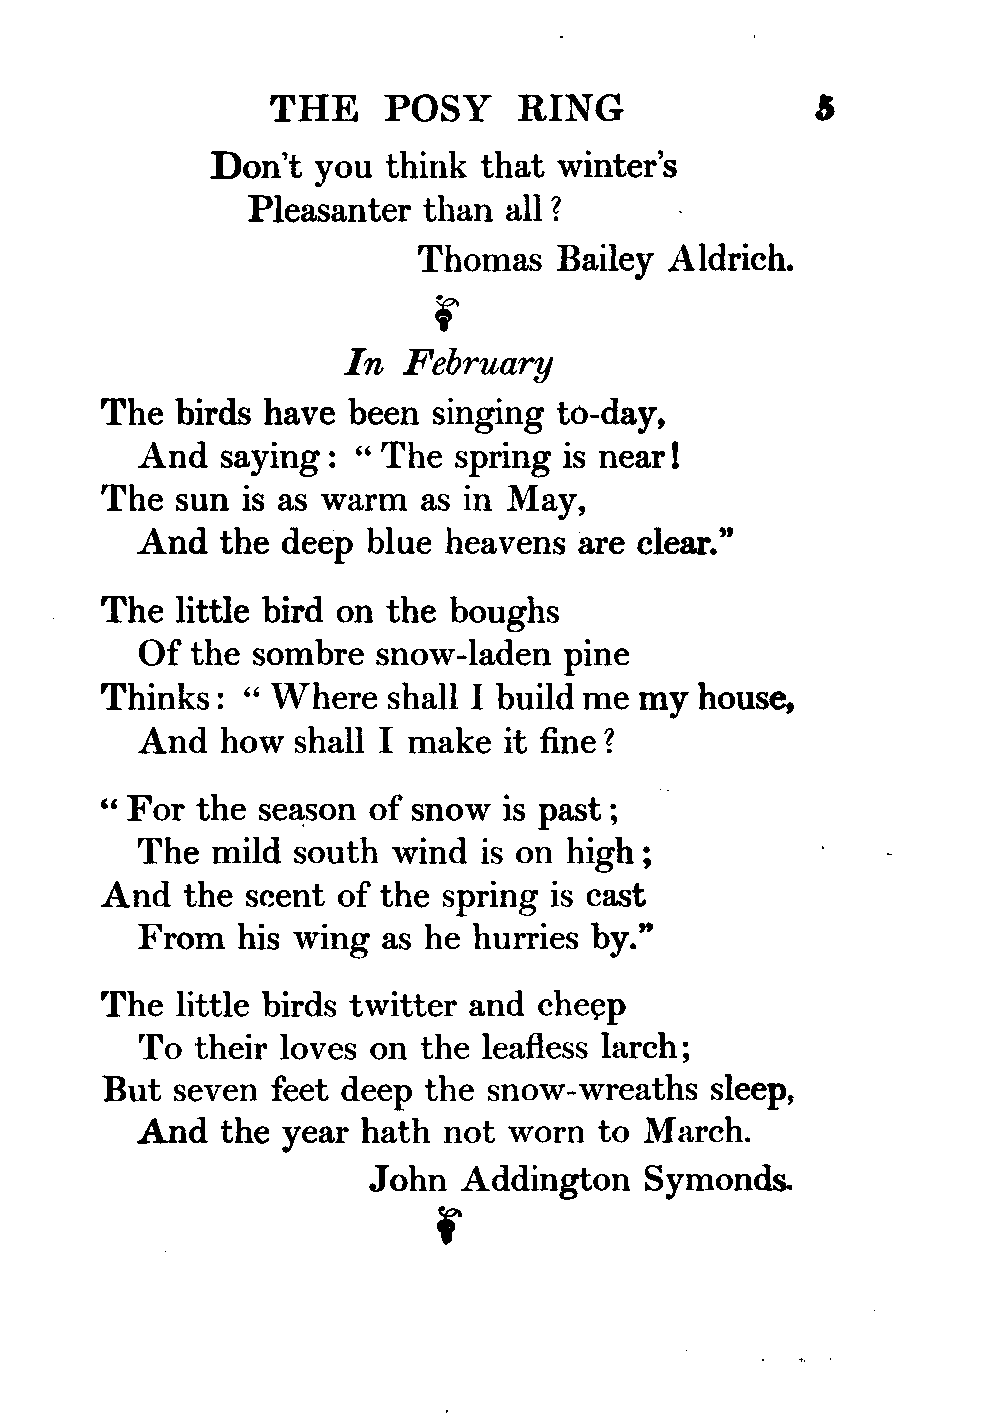 THE POSY RING 5
Don't you think that winter's
Pleasanter than all?
Thomas Bailey Aldrich.
In February
The birds have been singing to-day,
And saying: "The spring is near!
The sun is as warm as in May,
And the deep blue heavens are clear."
The little bird on the boughs
Of the sombre snow-laden pine
Thinks: "Where shall I build me my house,
And how shall I make it fine?
"For the season of snow is past;
The mild south wind is on high;
And the scent of the spring is cast
From his wing as he hurries by."
The little birds twitter and cheep
To their loves on the leafless larch;
But seven feet deep the snow-wreaths sleep,
And the year hath not worn to March.
John Addington Symonds.